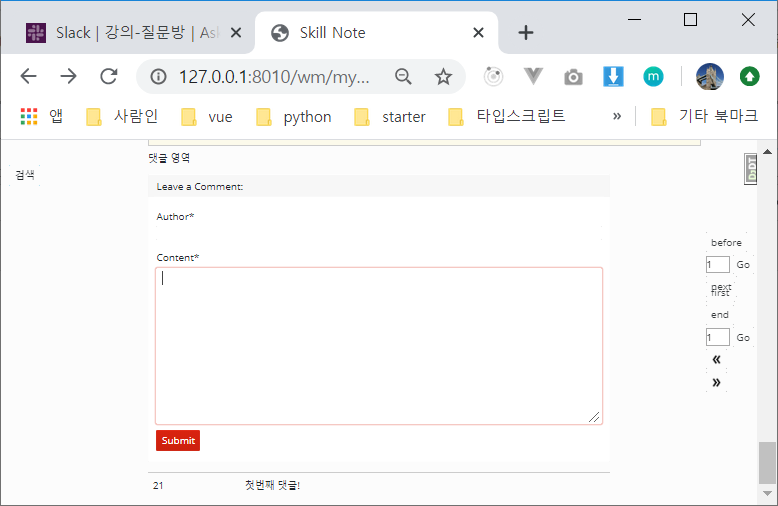 Slack | 강의-질문방 | Ask
Skill Note
127.0.0.1:8010/wm/my...
앱
사람인
vue
python
starter
타입스크립트
»
기타 북마크
댓글 영역
검색
Leave a Comment:
Author*
Content*
Submit
21
첫번째 댓글!
DjDT
before
1 Go
next
first
end
1 Go
«
»